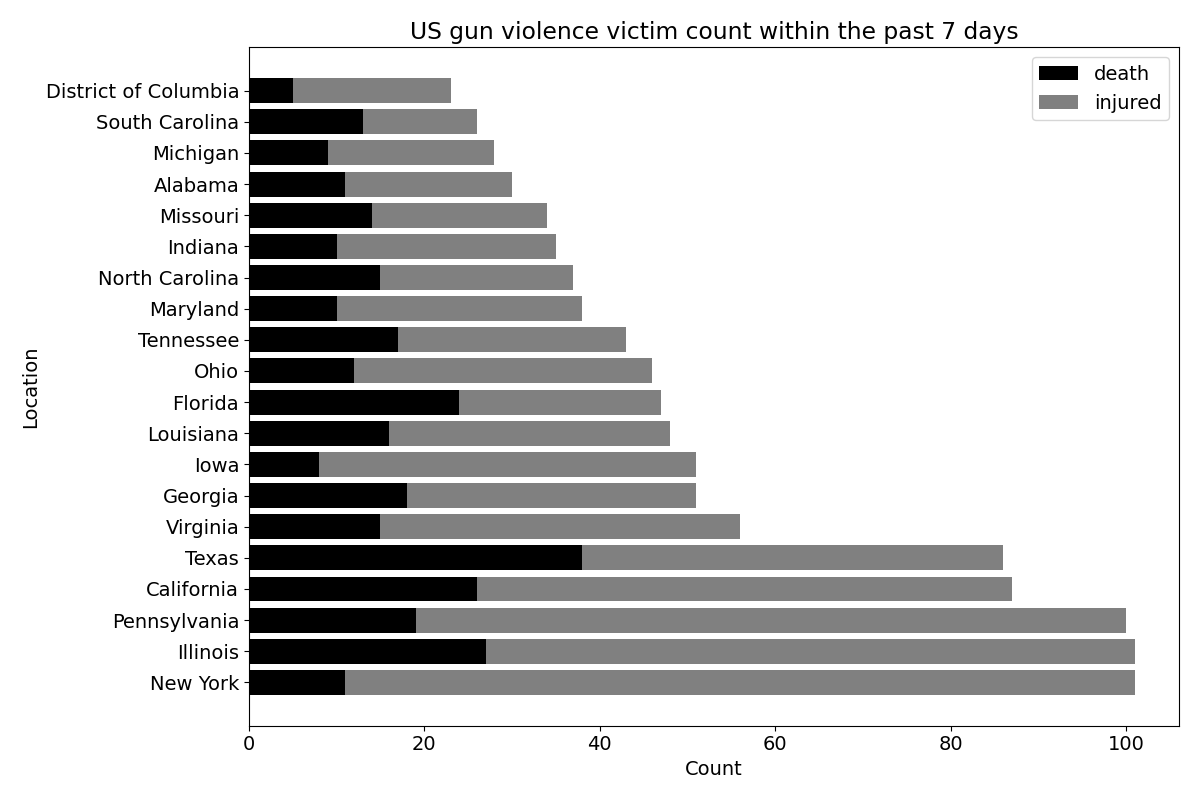 US gun violence victim count within the past 7 days
death
injured
District of Columbia
South Carolina
Michigan
Alabama
Missouri
Indiana
North Carolina
Maryland
Tennessee
Ohio
Florida
Louisiana
Iowa
Georgia
Virginia
Texas
California
Pennsylvania
Illinois
New York
Location
0 20 40 60 80 100
Count